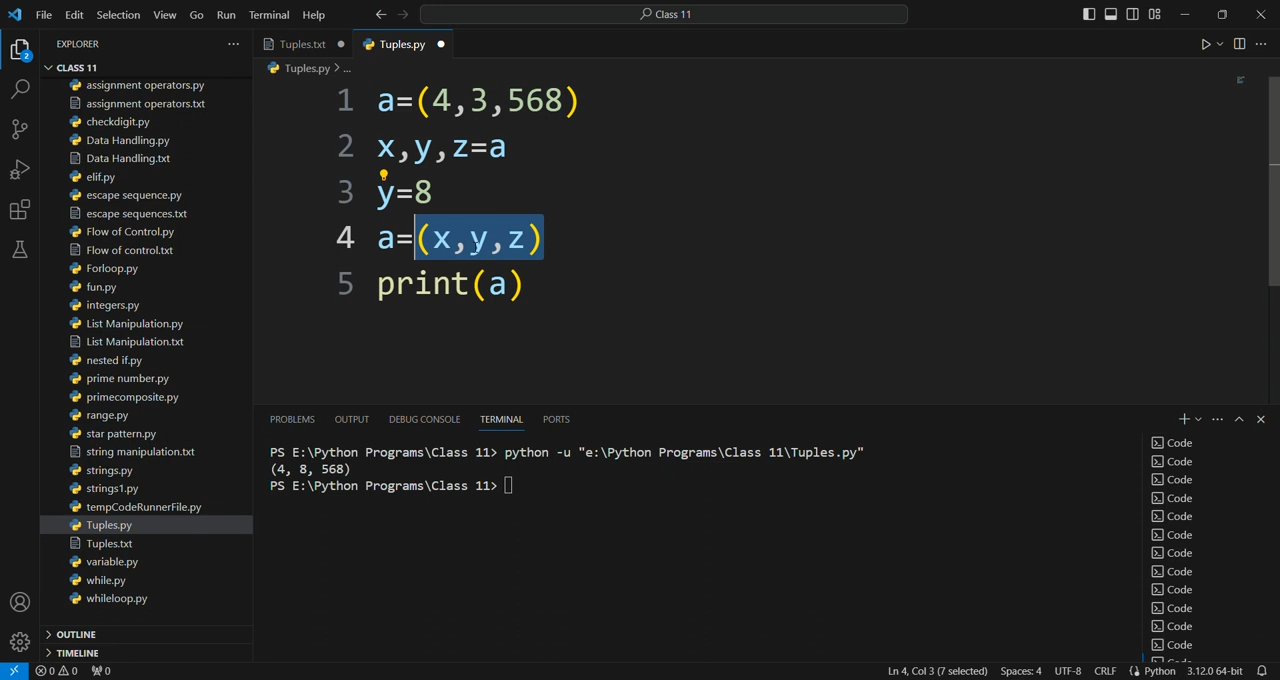 File Edit Selection View Go Run Terminal Help
Class 11
EXPLORER
Tuples.txt
Tuples.py
CLASS 11
Tuples.py > ...
assignment operators.py
assignment operators.txt
checkdigit.py
Data Handling.py
Data Handling.txt
elif.py
escape sequence.py
escape sequences.txt
Flow of Control.py
Flow of control.txt
Forloop.py
fun.py
integers.py
List Manipulation.py
List Manipulation.txt
nested if.py
prime number.py
primecomposite.py
range.py
star pattern.py
string manipulation.txt
strings.py
strings1.py
tempCodeRunnerFile.py
Tuples.py
Tuples.txt
variable.py
while.py
whileloop.py
OUTLINE
TIMELINE
2
1 a=(4,3,568)
2 x,y,z=a
3 y=8
4 a=(x,y,z)
5 print(a)
PROBLEMS OUTPUT DEBUG CONSOLE TERMINAL PORTS
PS E:\Python Programs\Class 11> python -u "e:\Python Programs\Class 11\Tuples.py"
(4, 8, 568)
PS E:\Python Programs\Class 11>
Code
Code
Code
Code
Code
Code
Code
Code
Code
Code
Code
Code
0 0 0
Ln 4, Col 3 (7 selected) Spaces: 4 UTF-8 CRLF Python 3.12.0 64-bit